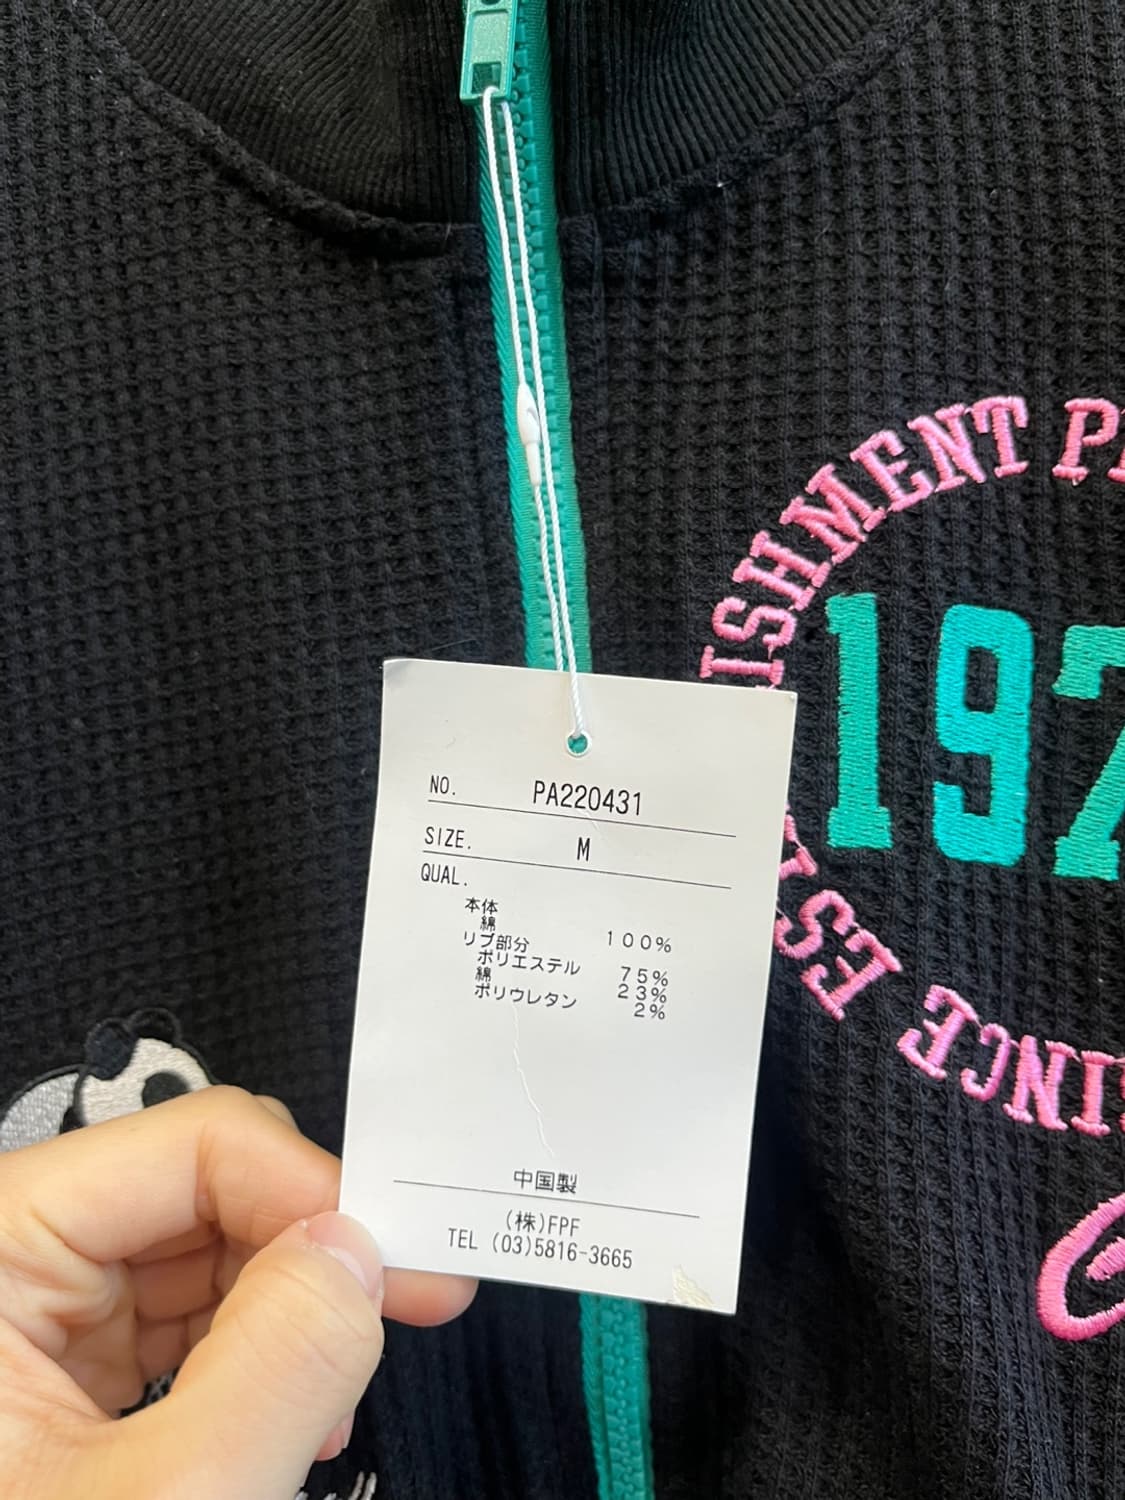 NO. PA220431
SIZE. M
QUAL.
本体
綿 100%
リブ部分
ポリエステル 75%
綿 23%
ポリウレタン 2%
中国製
(株)FPF
TEL (03)5816-3665
ISHMENT P
197
SINCE EST